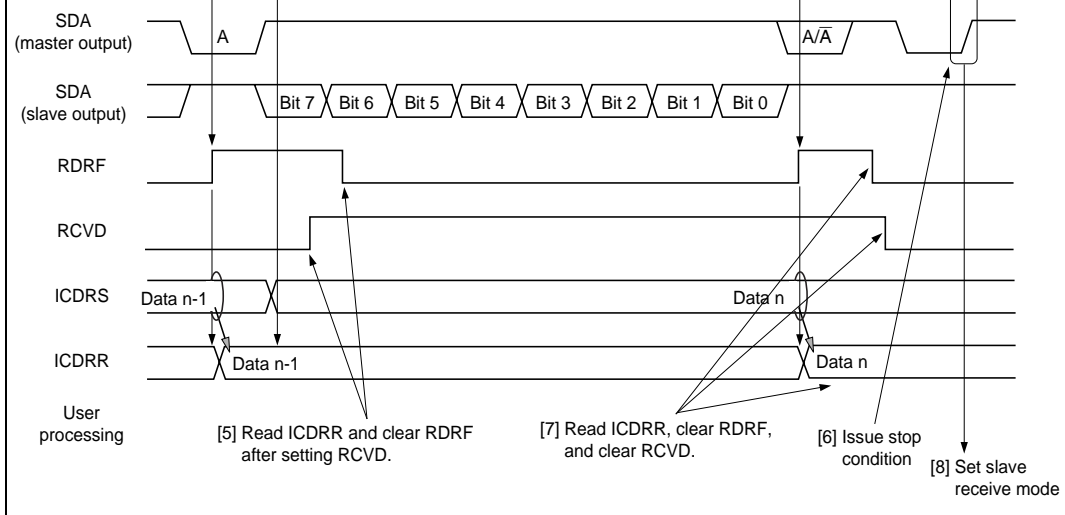 SDA
(master output)
A
A/A̅
SDA
(slave output)
Bit 7 Bit 6 Bit 5 Bit 4 Bit 3 Bit 2 Bit 1 Bit 0
RDRF
RCVD
ICDRS
Data n-1
Data n
ICDRR
Data n-1
Data n
User
processing
[5] Read ICDRR and clear RDRF
after setting RCVD.
[7] Read ICDRR, clear RDRF,
and clear RCVD.
[6] Issue stop
condition
[8] Set slave
receive mode